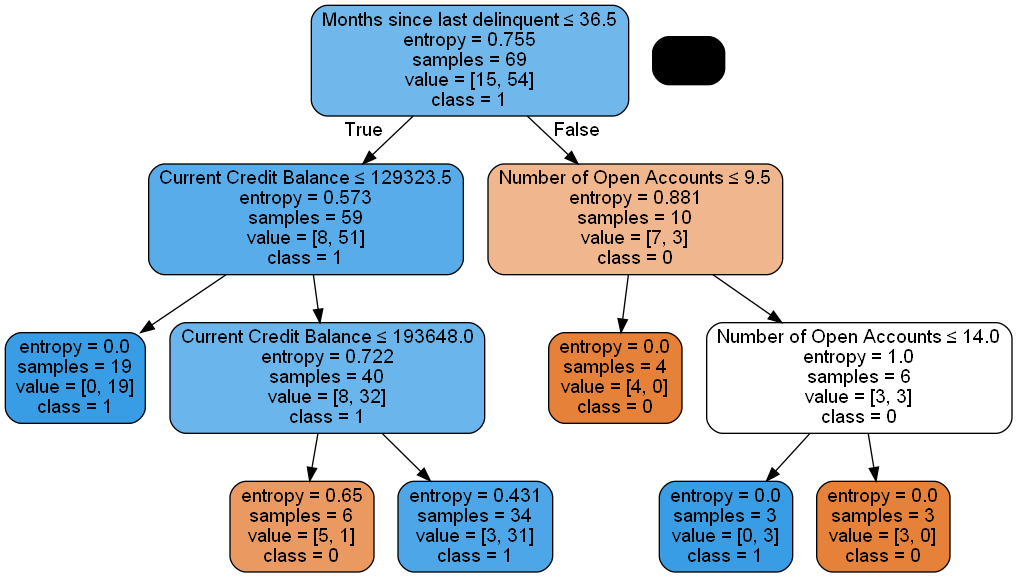 Months since last delinquent ≤ 36.5
entropy = 0.755
samples = 69
value = [15, 54]
class = 1
True
False
Current Credit Balance ≤ 129323.5
entropy = 0.573
samples = 59
value = [8, 51]
class = 1
Number of Open Accounts ≤ 9.5
entropy = 0.881
samples = 10
value = [7, 3]
class = 0
entropy = 0.0
samples = 19
value = [0, 19]
class = 1
Current Credit Balance ≤ 193648.0
entropy = 0.722
samples = 40
value = [8, 32]
class = 1
entropy = 0.0
samples = 4
value = [4, 0]
class = 0
Number of Open Accounts ≤ 14.0
entropy = 1.0
samples = 6
value = [3, 3]
class = 0
entropy = 0.65
samples = 6
value = [5, 1]
class = 0
entropy = 0.431
samples = 34
value = [3, 31]
class = 1
entropy = 0.0
samples = 3
value = [0, 3]
class = 1
entropy = 0.0
samples = 3
value = [3, 0]
class = 0